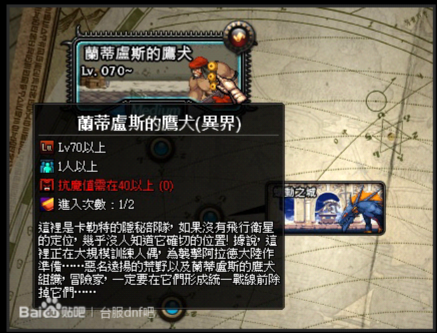 蘭蒂盧斯的鷹犬
Lv. 070~
蘭蒂盧斯的鷹犬(異界)
Lv70以上
1人以上
抗魔值需在40以上 (0)
進入次數 : 1/2
這裡是卡勒特的隱秘部隊, 如果沒有飛行衛星
的定位, 幾乎沒人知道它確切的位置! 據說, 這
裡正在大規模訓練人偶, 為襲擊阿拉德大陸作
準備……惡名遠揚的荒野以及蘭蒂盧斯的鷹犬
組織, 冒險家, 一定要在它們形成統一戰線前除
掉它們……
動之城
Bai 百科貼吧 | 台服dnf吧